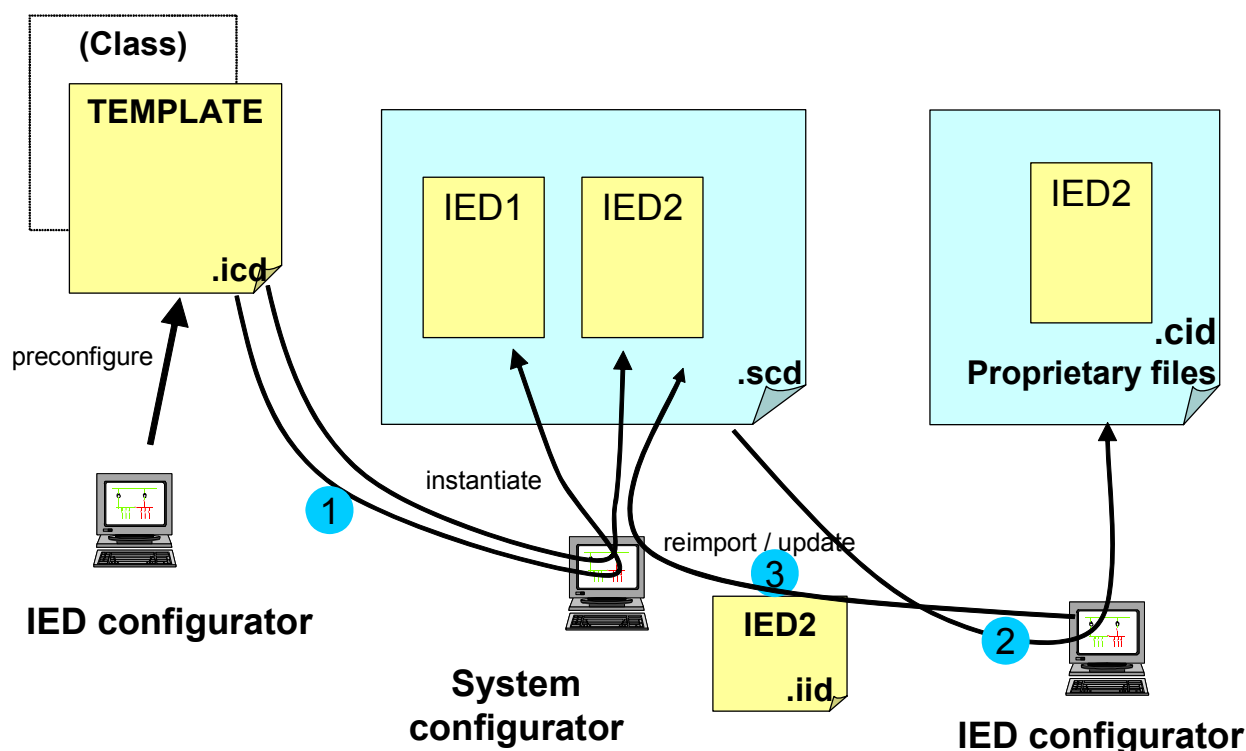 (Class)
TEMPLATE
.icd
preconfigure
IED configurator
1
IED1
IED2
.scd
instantiate
System
configurator
reimport / update
3
IED2
.iid
2
IED2
.cid
Proprietary files
IED configurator